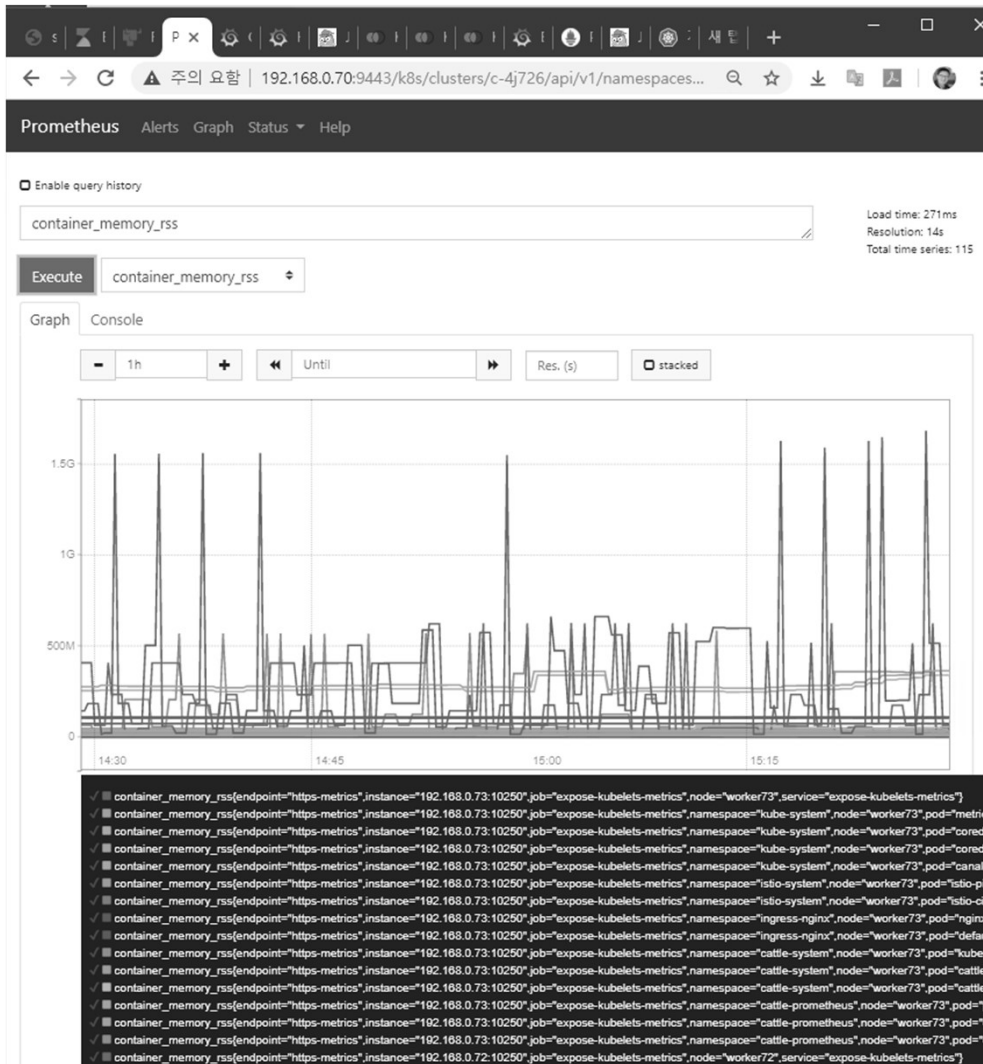 P
주의 요함 | 192.168.0.70:9443/k8s/clusters/c-4j726/api/v1/namespaces...
Prometheus Alerts Graph Status Help
Enable query history
container_memory_rss
Load time: 271ms
Resolution: 14s
Total time series: 115
Execute container_memory_rss
Graph Console
1h Until Res. (s) stacked
1.5G
1G
500M
0
14:30 14:45 15:00 15:15
container_memory_rss{endpoint="https-metrics",instance="192.168.0.73:10250",job="expose-kubelets-metrics",node="worker73",service="expose-kubelets-metrics"}
container_memory_rss{endpoint="https-metrics",instance="192.168.0.73:10250",job="expose-kubelets-metrics",namespace="kube-system",node="worker73",pod="metri
container_memory_rss{endpoint="https-metrics",instance="192.168.0.73:10250",job="expose-kubelets-metrics",namespace="kube-system",node="worker73",pod="cored
container_memory_rss{endpoint="https-metrics",instance="192.168.0.73:10250",job="expose-kubelets-metrics",namespace="kube-system",node="worker73",pod="cored
container_memory_rss{endpoint="https-metrics",instance="192.168.0.73:10250",job="expose-kubelets-metrics",namespace="kube-system",node="worker73",pod="canal
container_memory_rss{endpoint="https-metrics",instance="192.168.0.73:10250",job="expose-kubelets-metrics",namespace="istio-system",node="worker73",pod="istio-p
container_memory_rss{endpoint="https-metrics",instance="192.168.0.73:10250",job="expose-kubelets-metrics",namespace="istio-system",node="worker73",pod="istio-ci
container_memory_rss{endpoint="https-metrics",instance="192.168.0.73:10250",job="expose-kubelets-metrics",namespace="ingress-nginx",node="worker73",pod="nginx
container_memory_rss{endpoint="https-metrics",instance="192.168.0.73:10250",job="expose-kubelets-metrics",namespace="ingress-nginx",node="worker73",pod="defau
container_memory_rss{endpoint="https-metrics",instance="192.168.0.73:10250",job="expose-kubelets-metrics",namespace="cattle-system",node="worker73",pod="kube
container_memory_rss{endpoint="https-metrics",instance="192.168.0.73:10250",job="expose-kubelets-metrics",namespace="cattle-system",node="worker73",pod="cattle
container_memory_rss{endpoint="https-metrics",instance="192.168.0.73:10250",job="expose-kubelets-metrics",namespace="cattle-system",node="worker73",pod="cattle
container_memory_rss{endpoint="https-metrics",instance="192.168.0.73:10250",job="expose-kubelets-metrics",namespace="cattle-prometheus",node="worker73",pod="
container_memory_rss{endpoint="https-metrics",instance="192.168.0.73:10250",job="expose-kubelets-metrics",namespace="cattle-prometheus",node="worker73",pod="
container_memory_rss{endpoint="https-metrics",instance="192.168.0.73:10250",job="expose-kubelets-metrics",namespace="cattle-prometheus",node="worker73",pod="
container_memory_rss{endpoint="https-metrics",instance="192.168.0.72:10250",job="expose-kubelets-metrics",node="worker72",service="expose-kubelets-metrics"}